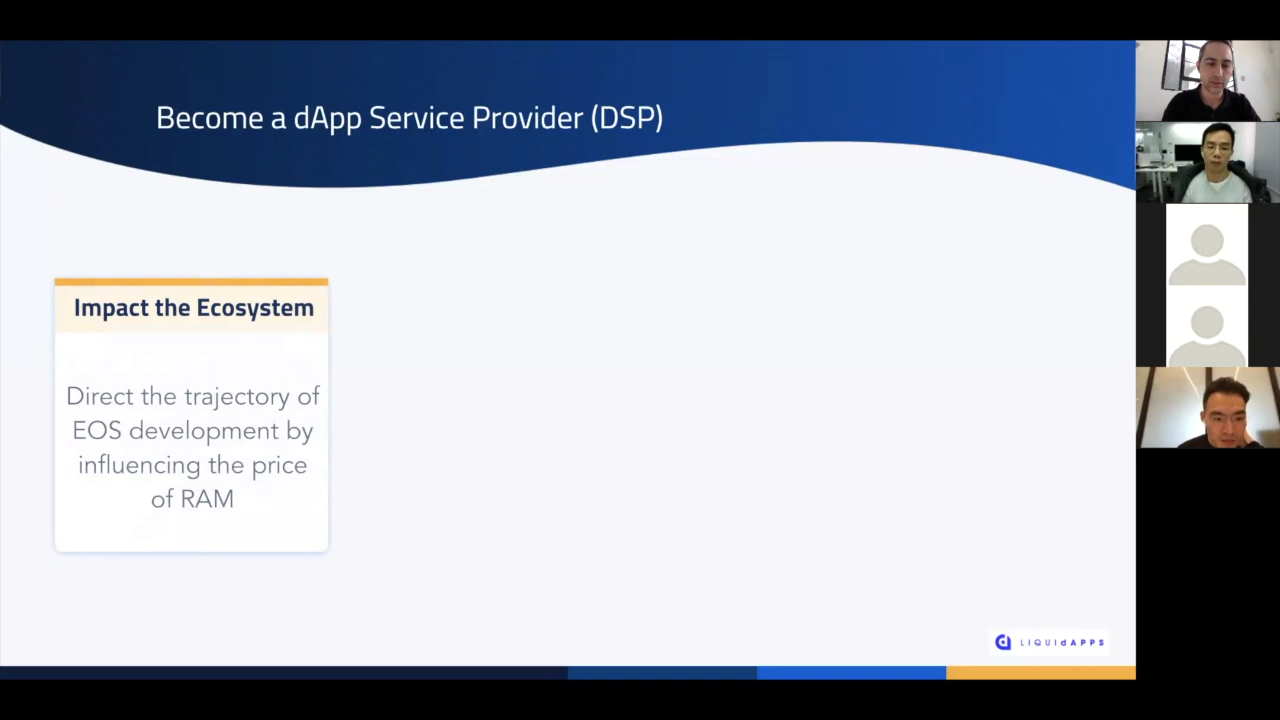 Become a dApp Service Provider (DSP)
Impact the Ecosystem
Direct the trajectory of
EOS development by
influencing the price
of RAM
LIQUIdAPPS